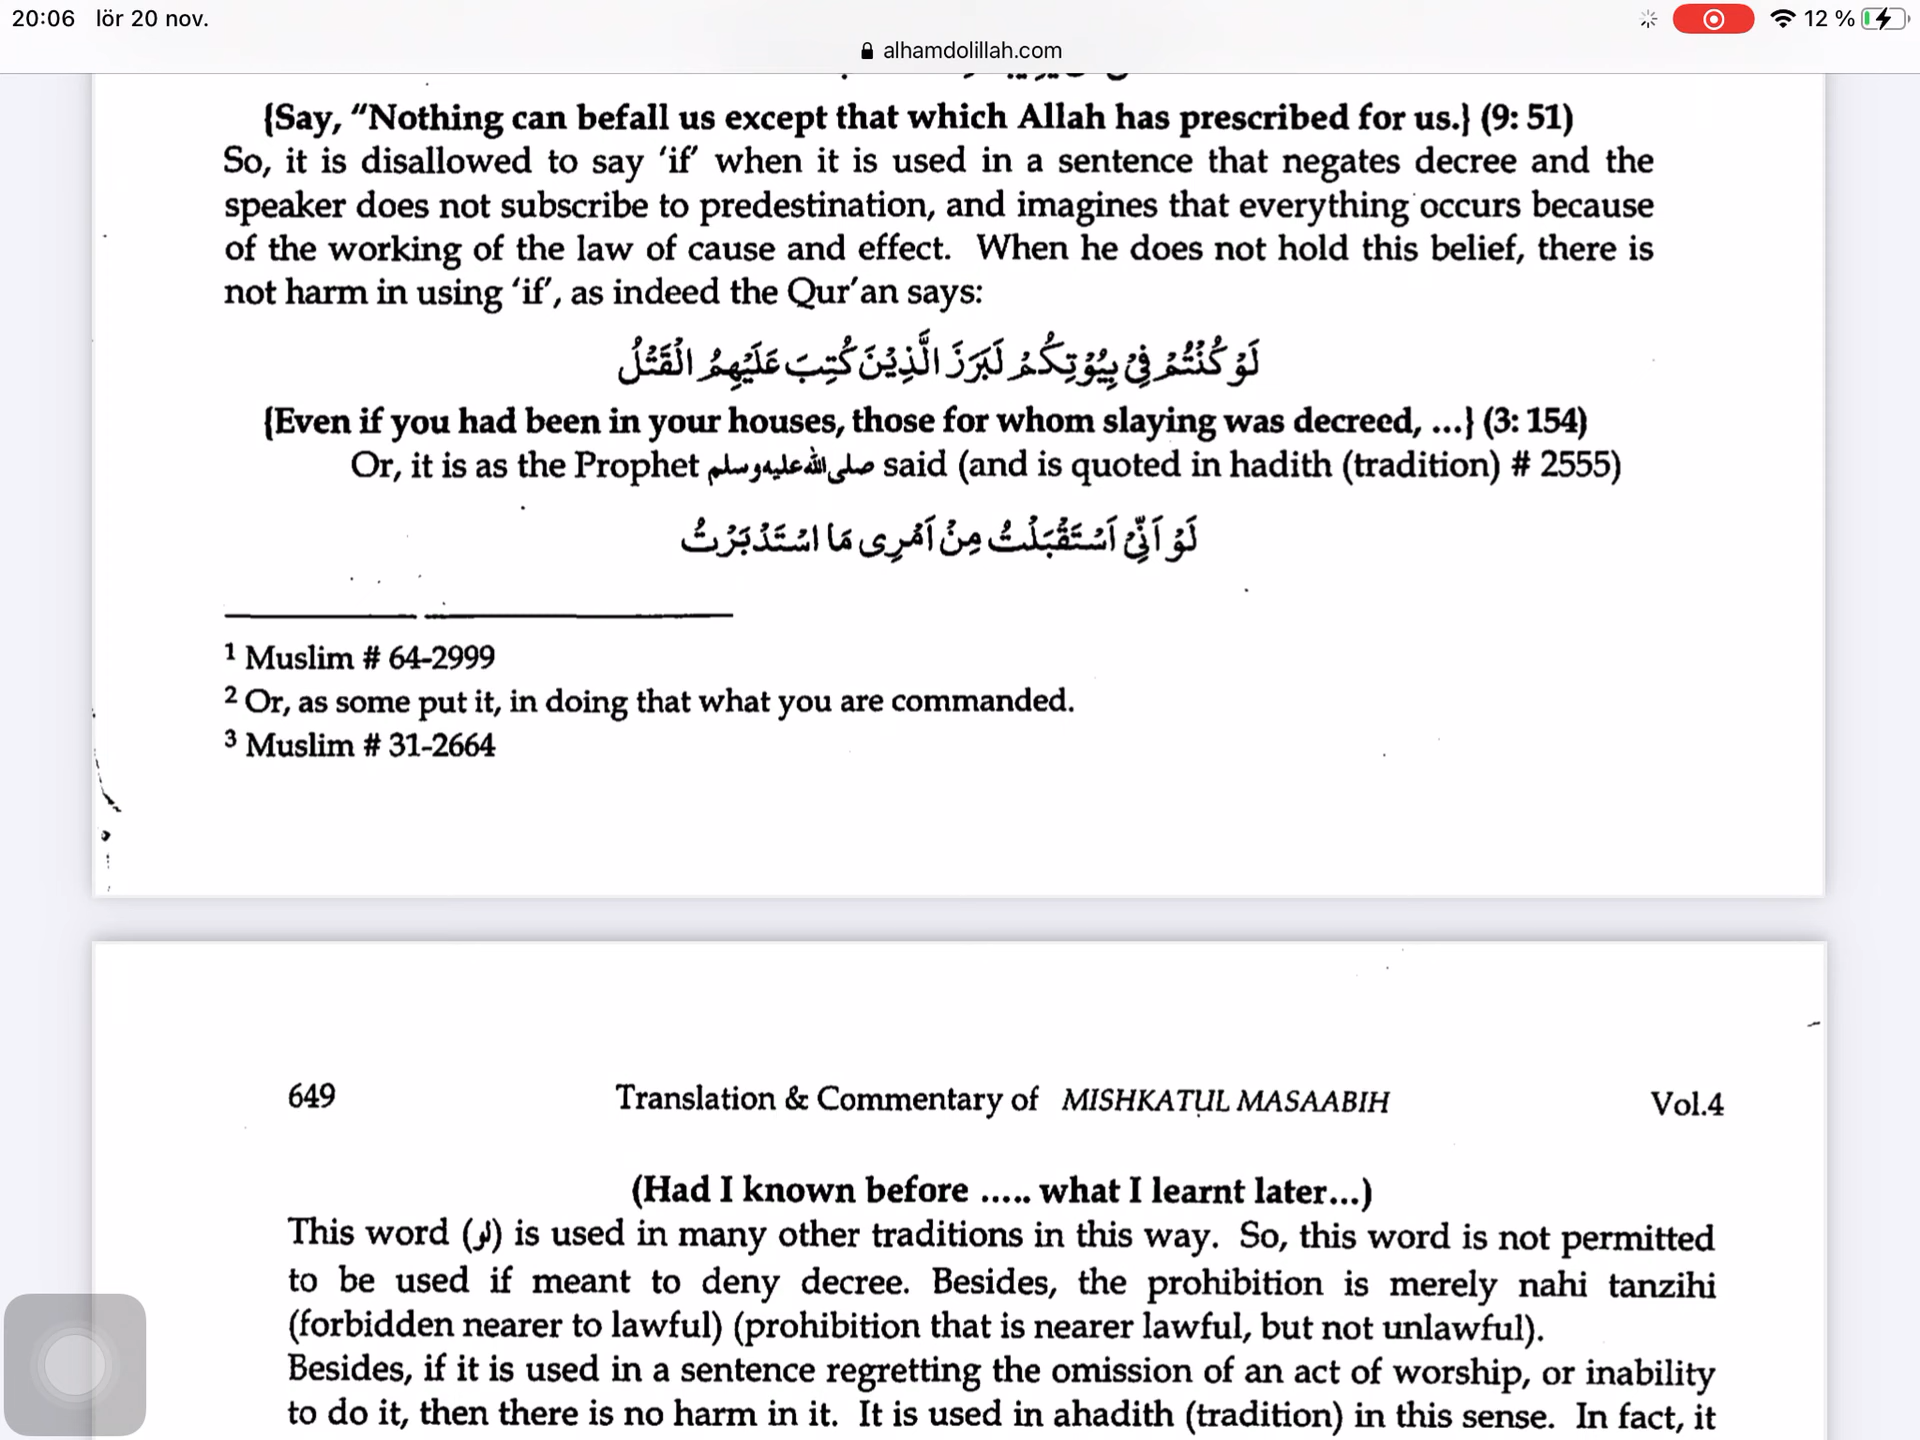 20:06 lör 20 nov.
12 %
alhamdolillah.com
{Say, “Nothing can befall us except that which Allah has prescribed for us.} (9: 51)
So, it is disallowed to say ‘if’ when it is used in a sentence that negates decree and the
speaker does not subscribe to predestination, and imagines that everything occurs because
of the working of the law of cause and effect. When he does not hold this belief, there is
not harm in using ‘if’, as indeed the Qur’an says:
لَوْ كُنْتُمْ فِيْ بِيُوْتِكُمْ لَبَرَزَ الَّذِيْنَ كُتِبَ عَلَيْهِمُ الْقَتْلُ
{Even if you had been in your houses, those for whom slaying was decreed, ...} (3: 154)
Or, it is as the Prophet صلى الله عليه وسلم said (and is quoted in hadith (tradition) # 2555)
لَوْ اَنِّيْ اَسْتَقْبَلْتُ مِنْ اَمْرِى مَا اسْتَدْبَرْتُ
1 Muslim # 64-2999
2 Or, as some put it, in doing that what you are commanded.
3 Muslim # 31-2664
649 Translation & Commentary of MISHKATUL MASAABIH Vol.4
(Had I known before ..... what I learnt later...)
This word (لو) is used in many other traditions in this way. So, this word is not permitted
to be used if meant to deny decree. Besides, the prohibition is merely nahi tanzihi
(forbidden nearer to lawful) (prohibition that is nearer lawful, but not unlawful).
Besides, if it is used in a sentence regretting the omission of an act of worship, or inability
to do it, then there is no harm in it. It is used in ahadith (tradition) in this sense. In fact, it